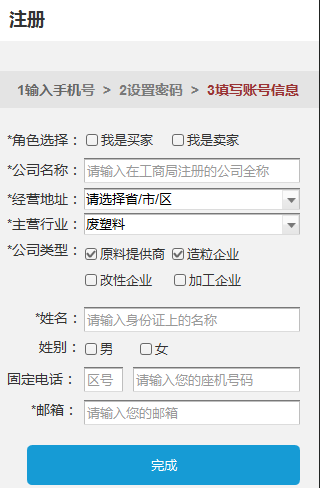 注册
1输入手机号 > 2设置密码 > 3填写账号信息
*角色选择： 我是买家 我是卖家
*公司名称： 请输入在工商局注册的公司全称
*经营地址： 请选择省/市/区
*主营行业： 废塑料
*公司类型： 原料提供商 造粒企业
改性企业 加工企业
*姓名： 请输入身份证上的名称
姓别： 男 女
固定电话： 区号 请输入您的座机号码
*邮箱： 请输入您的邮箱
完成